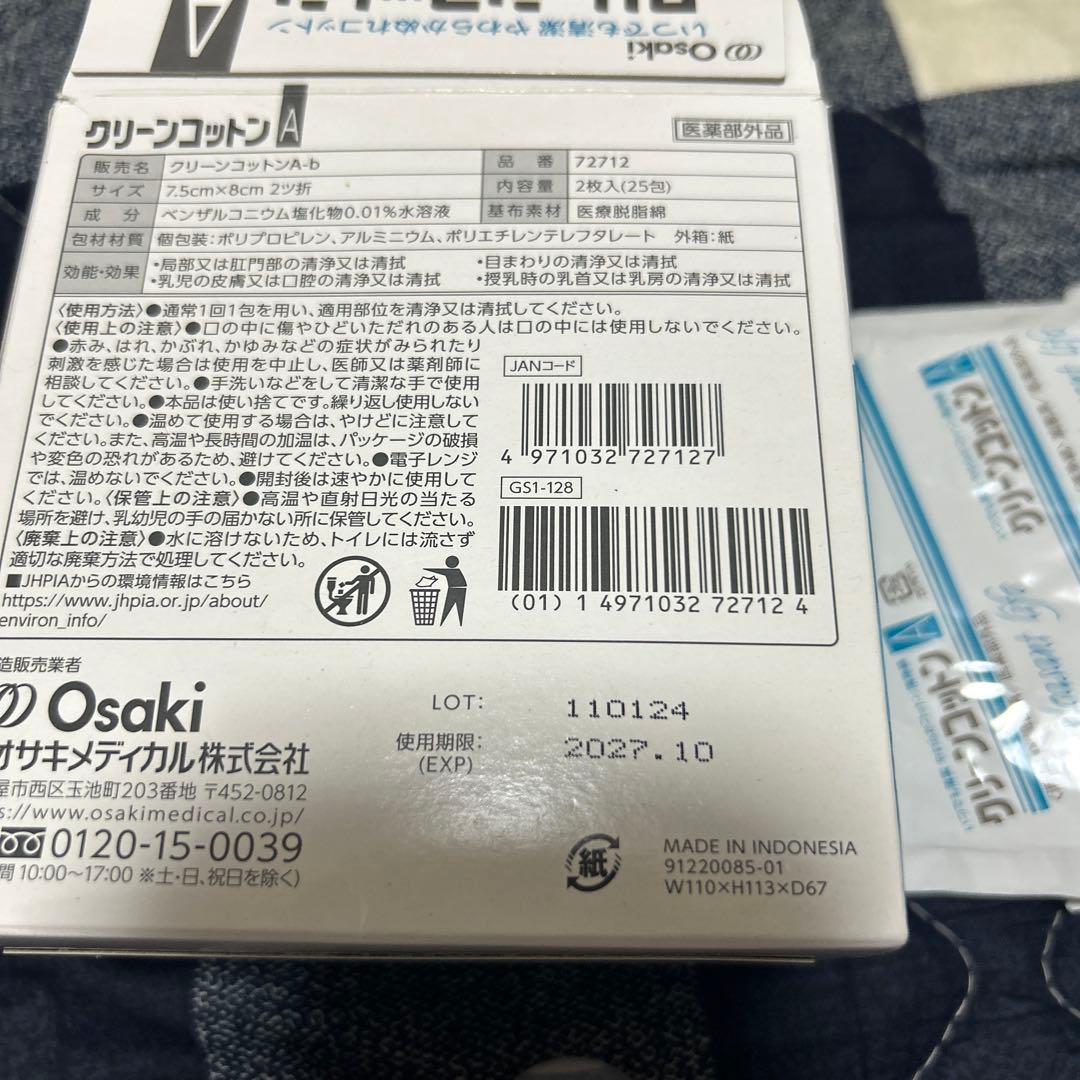 いつでも清潔 やわらかぬれコットン
Osaki
クリーンコットン A
医薬部外品
販売名 クリーンコットンA-b 品番 72712
サイズ 7.5cm×8cm 2ツ折 内容量 2枚入(25包)
成分 ベンザルコニウム塩化物0.01%水溶液 基布素材 医療脱脂綿
包材材質 個包装:ポリプロピレン、アルミニウム、ポリエチレンテレフタレート 外箱:紙
効能・効果 ・局部又は肛門部の清浄又は清拭 ・目まわりの清浄又は清拭
・乳児の皮膚又は口腔の清浄又は清拭 ・授乳時の乳首又は乳房の清浄又は清拭
〈使用方法〉●通常1回1包を用い、適用部位を清浄又は清拭してください。
〈使用上の注意〉●口の中に傷やひどいただれのある人は口の中には使用しないでください。
●赤み、はれ、かぶれ、かゆみなどの症状がみられたり
刺激を感じた場合は使用を中止し、医師又は薬剤師に
相談してください。●手洗いなどをして清潔な手で使用
してください。●本品は使い捨てです。繰り返し使用しない
でください。●温めて使用する場合は、やけどに注意して
ください。また、高温や長時間の加温は、パッケージの破損
や変色の恐れがあるため、避けてください。●電子レンジ
では、温めないでください。●開封後は速やかに使用して
ください。〈保管上の注意〉●高温や直射日光の当たる
場所を避け、乳幼児の手の届かない所に保管してください。
〈廃棄上の注意〉●水に溶けないため、トイレには流さず
適切な廃棄方法で処理してください。
■JHPIAからの環境情報はこちら
https://www.jhpia.or.jp/about/
environ_info/
JANコード
4 971032 727127
GS1-128
(01) 1 4971032 72712 4
造販売業者
Osaki
オサキメディカル株式会社
屋市西区玉池町203番地 〒452-0812
s://www.osakimedical.co.jp/
0120-15-0039
間 10:00~17:00 ※土・日、祝日を除く)
LOT: 110124
使用期限: 2027.10
(EXP)
紙
MADE IN INDONESIA
91220085-01
W110×H113×D67
クリーンコットン A
クリーンコットン A